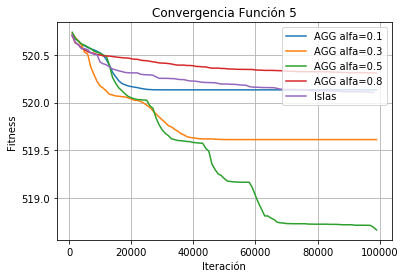 Convergencia Función 5
AGG alfa=0.1
AGG alfa=0.3
AGG alfa=0.5
AGG alfa=0.8
Islas
Fitness
520.5
520.0
519.5
519.0
0
20000
40000
60000
80000
100000
Iteración